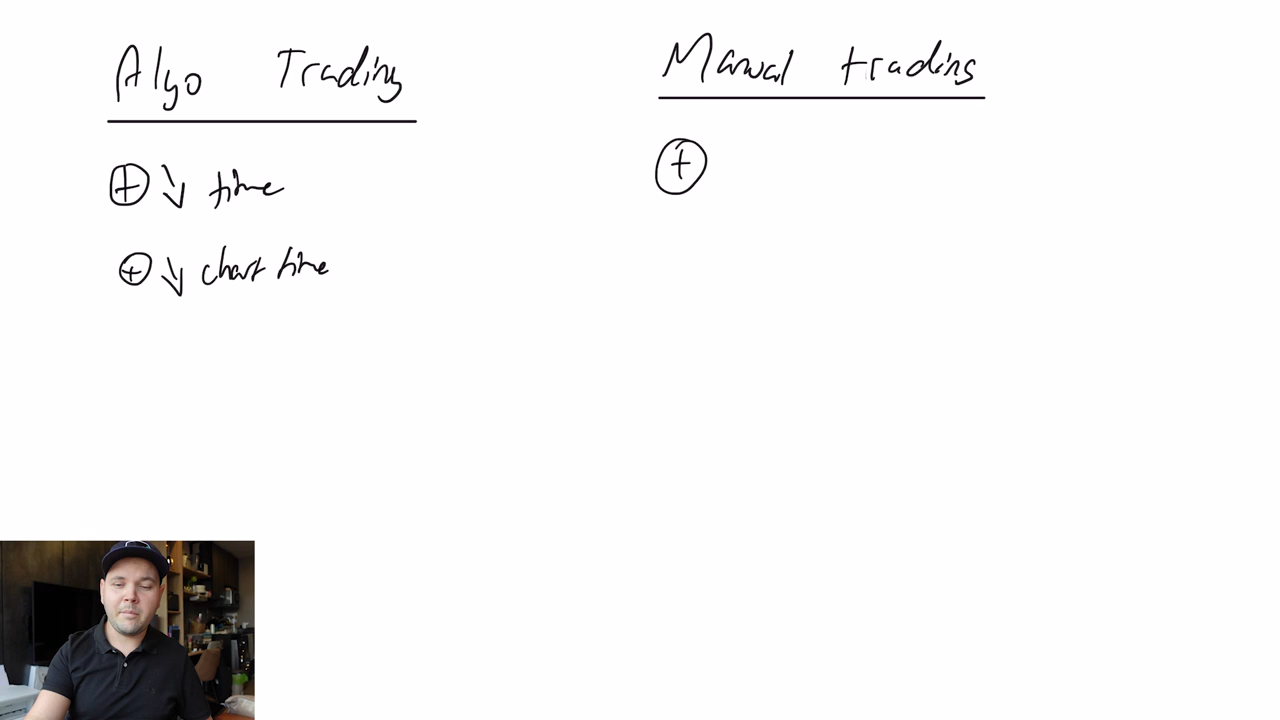 Algo Trading
⊕ ↘ time
⊕ ↘ chart time
Manual trading
⊕